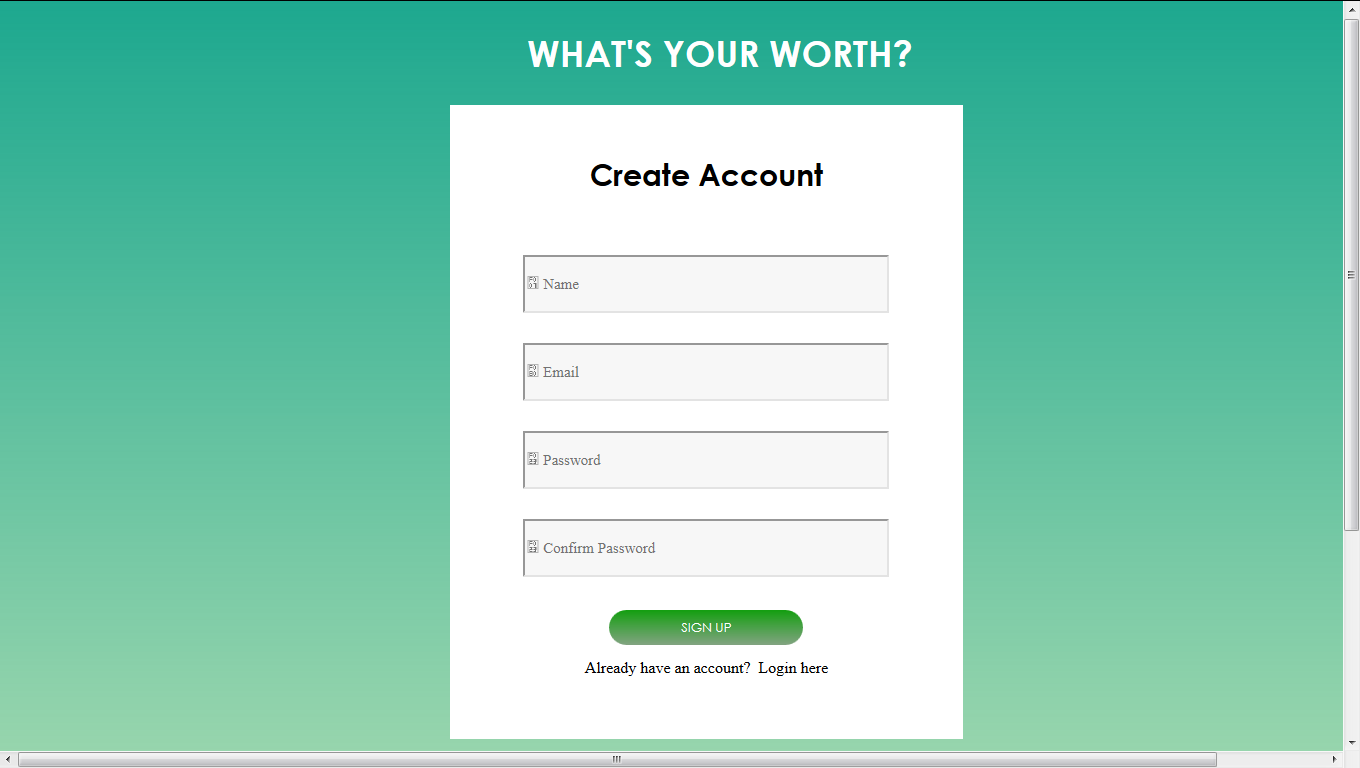 WHAT'S YOUR WORTH?
Create Account
Name
Email
Password
Confirm Password
SIGN UP
Already have an account? Login here